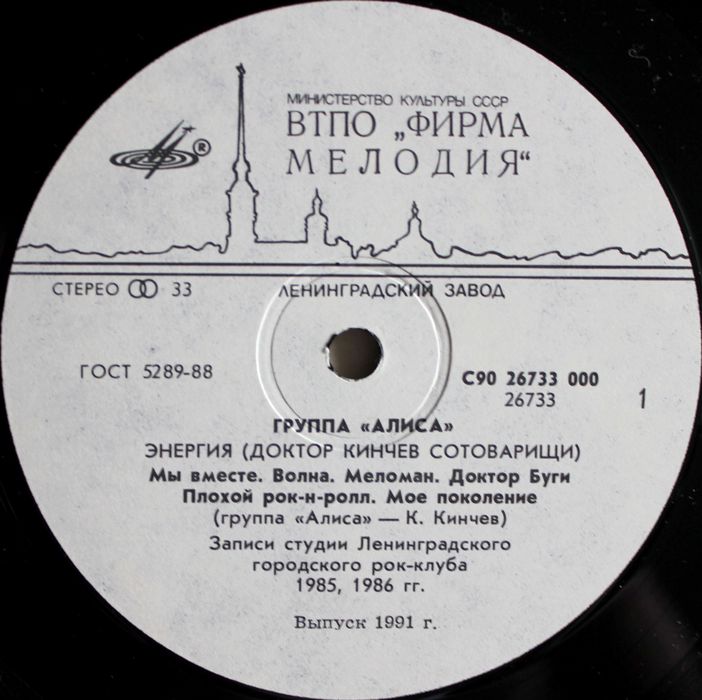 МИНИСТЕРСТВО КУЛЬТУРЫ СССР
ВТПО „ФИРМА
МЕЛОДИЯ“
®
СТЕРЕО 33
ЛЕНИНГРАДСКИЙ ЗАВОД
ГОСТ 5289-88
С90 26733 000
26733
1
ГРУППА «АЛИСА»
ЭНЕРГИЯ (ДОКТОР КИНЧЕВ СОТОВАРИЩИ)
Мы вместе. Волна. Меломан. Доктор Буги
Плохой рок-н-ролл. Мое поколение
(группа «Алиса» — К. Кинчев)
Записи студии Ленинградского
городского рок-клуба
1985, 1986 гг.
Выпуск 1991 г.